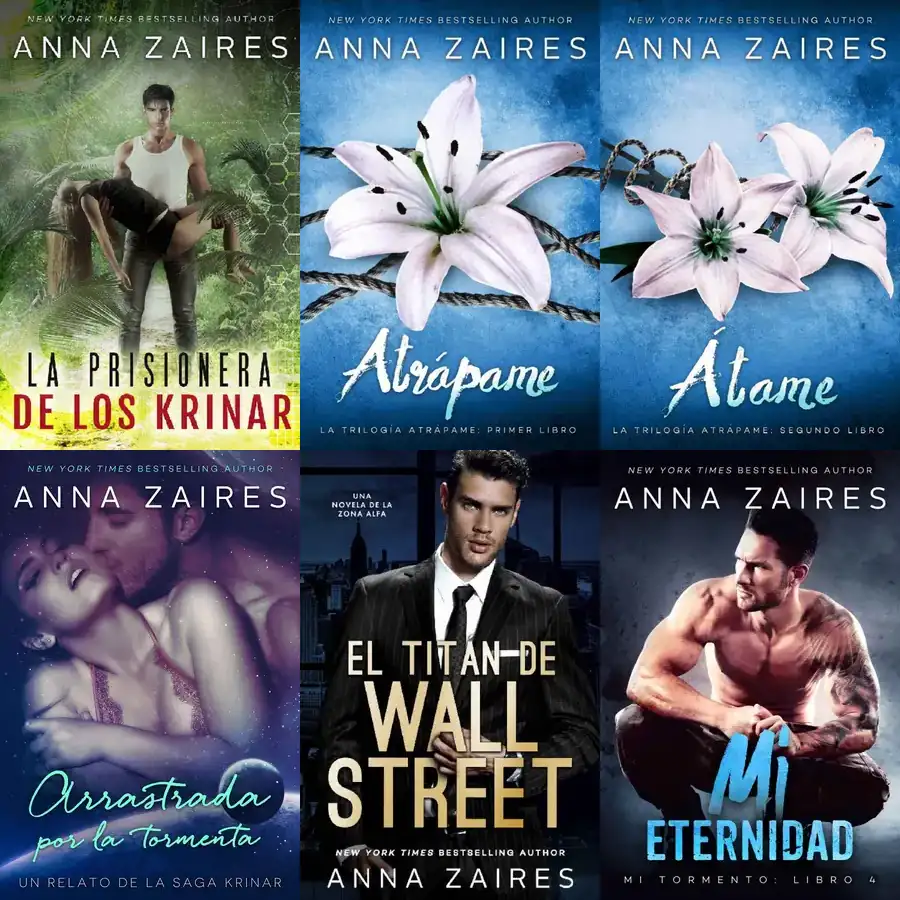 NEW YORK TIMES BESTSELLING AUTHOR
ANNA ZAIRES
LA PRISIONERA
DE LOS KRINAR
NEW YORK TIMES BESTSELLING AUTHOR
ANNA ZAIRES
Atrápame
LA TRILOGÍA ATRÁPAME: PRIMER LIBRO
NEW YORK TIMES BESTSELLING AUTHOR
ANNA ZAIRES
Átame
LA TRILOGÍA ATRÁPAME: SEGUNDO LIBRO
NEW YORK TIMES BESTSELLING AUTHOR
ANNA ZAIRES
Arrastrada
por la tormenta
UN RELATO DE LA SAGA KRINAR
UNA
NOVELA DE LA
ZONA ALFA
EL TITAN DE
WALL
STREET
NEW YORK TIMES BESTSELLING AUTHOR
ANNA ZAIRES
NEW YORK TIMES BESTSELLING AUTHOR
ANNA ZAIRES
Mi
ETERNIDAD
MI TORMENTO: LIBRO 4